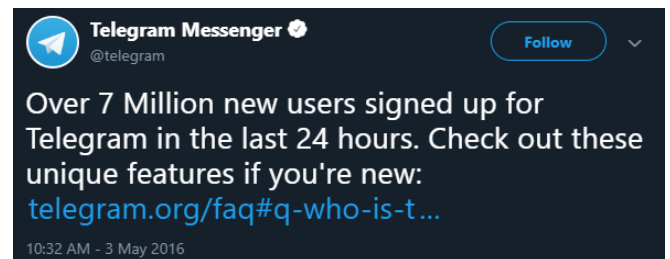 Telegram Messenger
@telegram
Follow
Over 7 Million new users signed up for
Telegram in the last 24 hours. Check out these
unique features if you're new:
telegram.org/faq#q-who-is-t...
10:32 AM - 3 May 2016